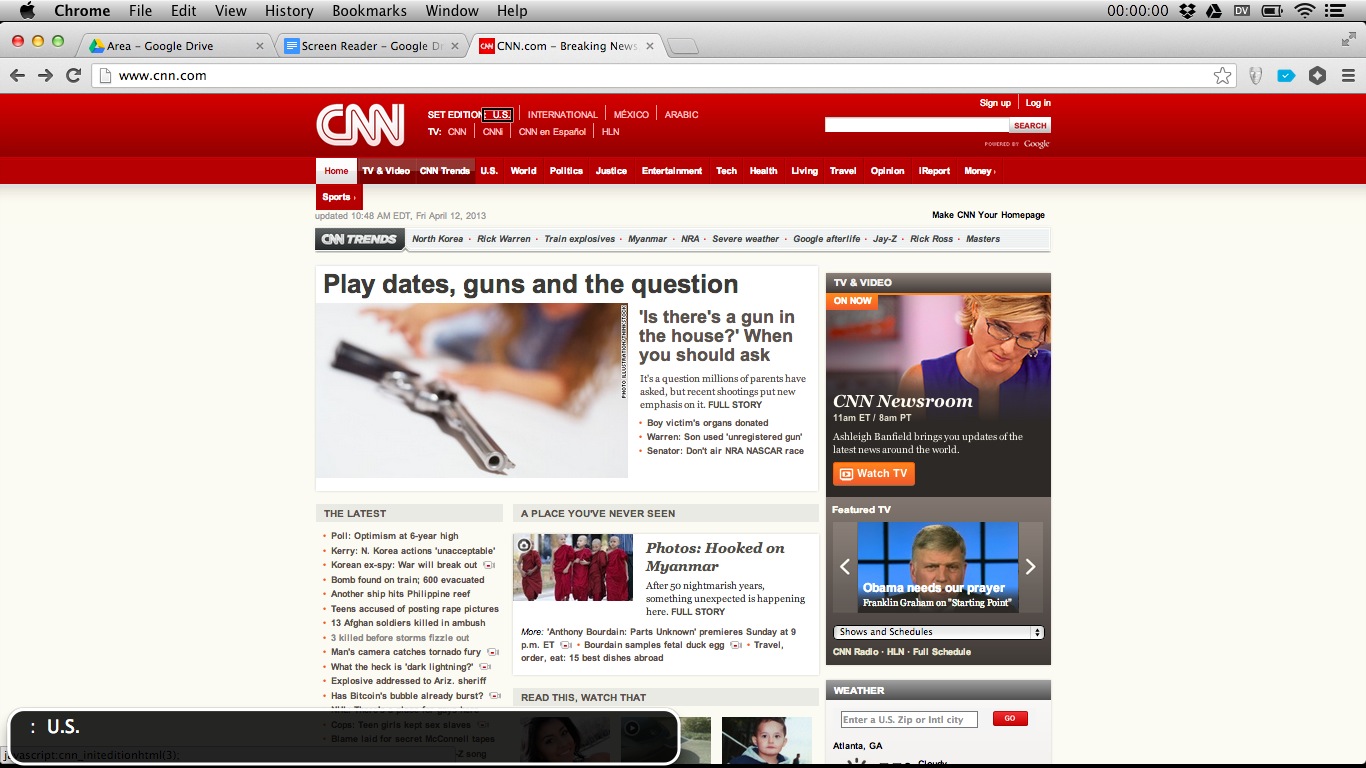 Chrome File Edit View History Bookmarks Window Help 00:00:00 DV
Area – Google Drive Screen Reader – Google Dr CNN CNN.com – Breaking News
www.cnn.com
CNN
SET EDITION: U.S. INTERNATIONAL MÉXICO ARABIC
TV: CNN CNNi CNN en Español HLN
Sign up Log in
SEARCH
POWERED BY Google
Home TV & Video CNN Trends U.S. World Politics Justice Entertainment Tech Health Living Travel Opinion iReport Money ›
Sports ›
updated 10:48 AM EDT, Fri April 12, 2013
Make CNN Your Homepage
CNN TRENDS North Korea · Rick Warren · Train explosives · Myanmar · NRA · Severe weather · Google afterlife · Jay-Z · Rick Ross · Masters
Play dates, guns and the question
PHOTO ILLUSTRATION/THINKSTOCK
'Is there's a gun in
the house?' When
you should ask
It's a question millions of parents have
asked, but recent shootings put new
emphasis on it. FULL STORY
• Boy victim's organs donated
• Warren: Son used 'unregistered gun'
• Senator: Don't air NRA NASCAR race
THE LATEST
• Poll: Optimism at 6-year high
• Kerry: N. Korea actions 'unacceptable'
• Korean ex-spy: War will break out
• Bomb found on train; 600 evacuated
• Another ship hits Philippine reef
• Teens accused of posting rape pictures
• 13 Afghan soldiers killed in ambush
• 3 killed before storms fizzle out
• Man's camera catches tornado fury
• What the heck is 'dark lightning?'
• Explosive addressed to Ariz. sheriff
• Has Bitcoin's bubble already burst?
• Cops: Teen girls kept sex slaves
• Blame laid for secret McConnell tapes
-Z song
A PLACE YOU'VE NEVER SEEN
Photos: Hooked on
Myanmar
After 50 nightmarish years,
something unexpected is happening
here. FULL STORY
More: 'Anthony Bourdain: Parts Unknown' premieres Sunday at 9
p.m. ET • Bourdain samples fetal duck egg • Travel,
order, eat: 15 best dishes abroad
READ THIS, WATCH THAT
TV & VIDEO
ON NOW
CNN Newsroom
11am ET / 8am PT
Ashleigh Banfield brings you updates of the
latest news around the world.
Watch TV
Featured TV
Obama needs our prayer
Franklin Graham on "Starting Point"
Shows and Schedules
CNN Radio · HLN · Full Schedule
WEATHER
Enter a U.S. Zip or Intl city GO
Atlanta, GA
Cloudy
: U.S.
javascript:cnn_initeditionhtml(3);